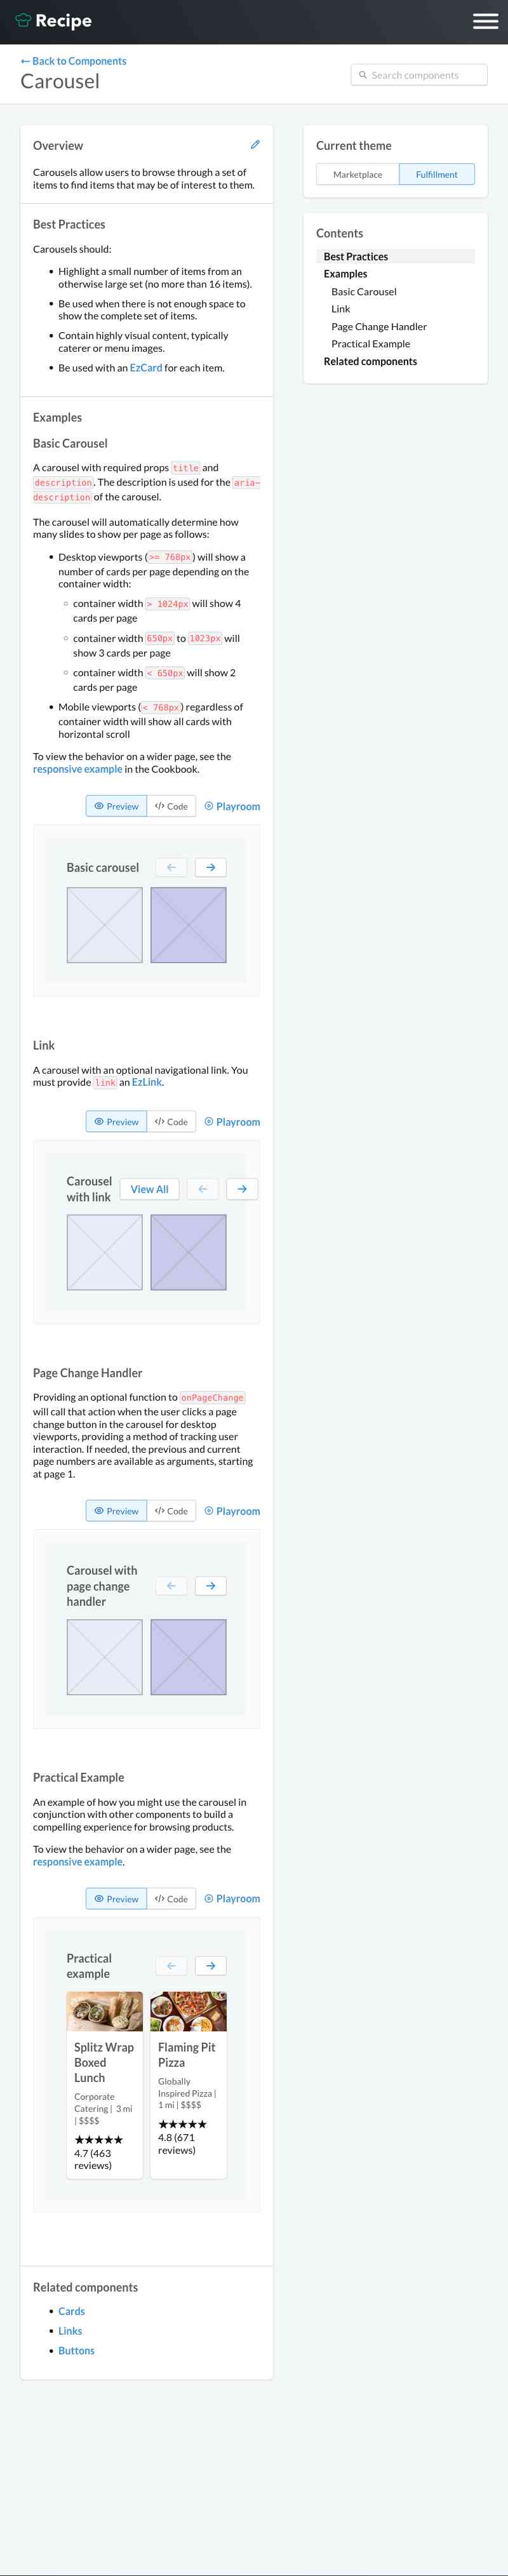 Recipe
← Back to Components
Carousel
Search components
Overview
Carousels allow users to browse through a set of
items to find items that may be of interest to them.
Best Practices
Carousels should:
• Highlight a small number of items from an
otherwise large set (no more than 16 items).
• Be used when there is not enough space to
show the complete set of items.
• Contain highly visual content, typically
caterer or menu images.
• Be used with an EzCard for each item.
Examples
Basic Carousel
A carousel with required props title and
description. The description is used for the aria-
description of the carousel.
The carousel will automatically determine how
many slides to show per page as follows:
• Desktop viewports (>= 768px) will show a
number of cards per page depending on the
container width:
◦ container width > 1024px will show 4
cards per page
◦ container width 650px to 1023px will
show 3 cards per page
◦ container width < 650px will show 2
cards per page
• Mobile viewports (< 768px) regardless of
container width will show all cards with
horizontal scroll
To view the behavior on a wider page, see the
responsive example in the Cookbook.
Preview </> Code Playroom
Basic carousel ← →
Link
A carousel with an optional navigational link. You
must provide link an EzLink.
Preview </> Code Playroom
Carousel
with link
View All ← →
Page Change Handler
Providing an optional function to onPageChange
will call that action when the user clicks a page
change button in the carousel for desktop
viewports, providing a method of tracking user
interaction. If needed, the previous and current
page numbers are available as arguments, starting
at page 1.
Preview </> Code Playroom
Carousel with
page change
handler
← →
Practical Example
An example of how you might use the carousel in
conjunction with other components to build a
compelling experience for browsing products.
To view the behavior on a wider page, see the
responsive example.
Preview </> Code Playroom
Practical
example
← →
Splitz Wrap
Boxed
Lunch
Corporate
Catering | 3 mi
| $$$$
★★★★★
4.7 (463
reviews)
Flaming Pit
Pizza
Globally
Inspired Pizza |
1 mi | $$$$
★★★★★
4.8 (671
reviews)
Related components
• Cards
• Links
• Buttons
Current theme
Marketplace Fulfillment
Contents
Best Practices
Examples
Basic Carousel
Link
Page Change Handler
Practical Example
Related components